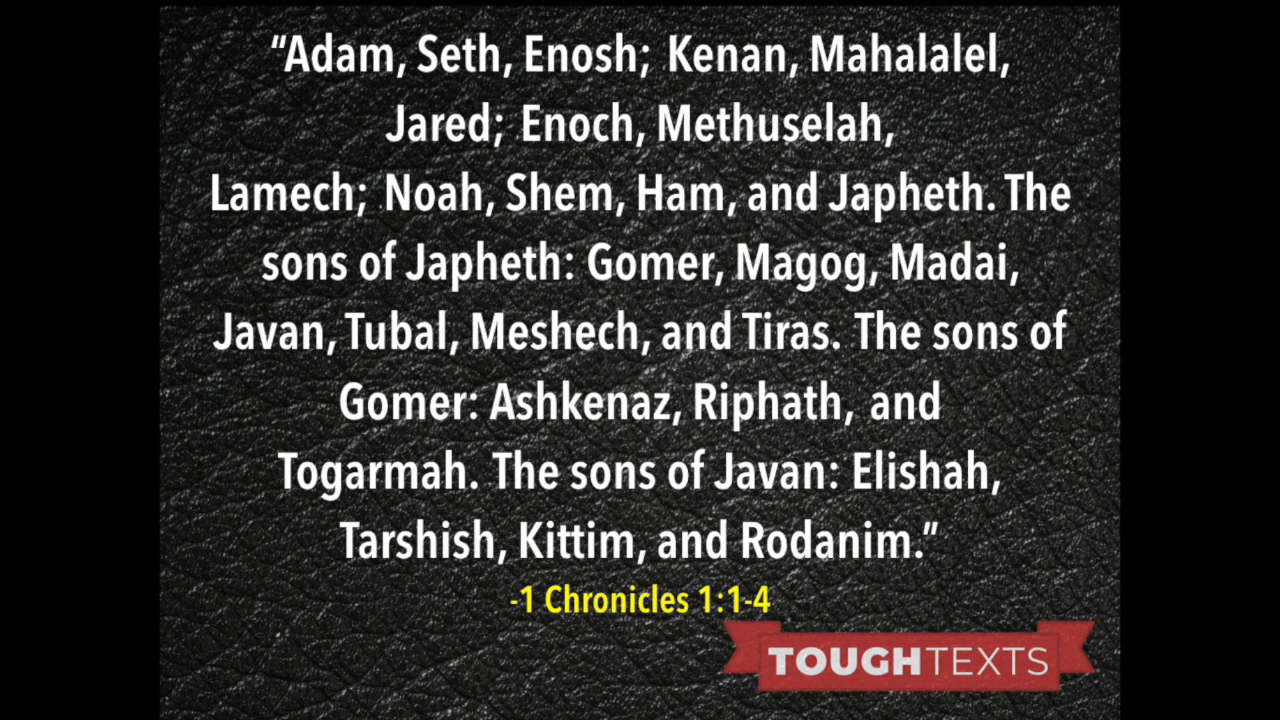 “Adam, Seth, Enosh; Kenan, Mahalalel,
Jared; Enoch, Methuselah,
Lamech; Noah, Shem, Ham, and Japheth. The
sons of Japheth: Gomer, Magog, Madai,
Javan, Tubal, Meshech, and Tiras. The sons of
Gomer: Ashkenaz, Riphath, and
Togarmah. The sons of Javan: Elishah,
Tarshish, Kittim, and Rodanim.”
-1 Chronicles 1:1-4
TOUGHTEXTS